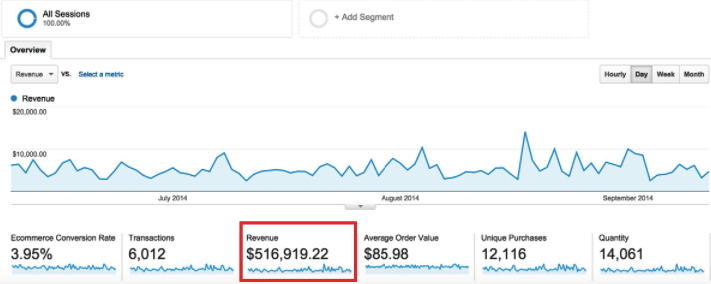 All Sessions
100.00%
+ Add Segment
Overview
Revenue vs. Select a metric
Hourly Day Week Month
Revenue
$20,000.00
$10,000.00
July 2014 August 2014 September 2014
Ecommerce Conversion Rate Transactions Revenue Average Order Value Unique Purchases Quantity
3.95% 6,012 $516,919.22 $85.98 12,116 14,061